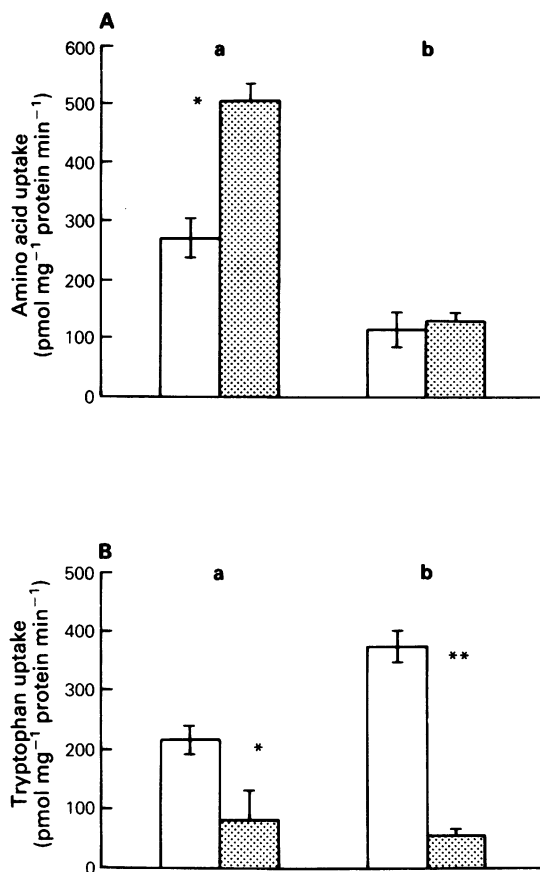 A
a
b
Amino acid uptake
(pmol mg⁻¹ protein min⁻¹)
600
500
400
300
200
100
0
*
B
a
b
Tryptophan uptake
(pmol mg⁻¹ protein min⁻¹)
500
400
300
200
100
0
*
**